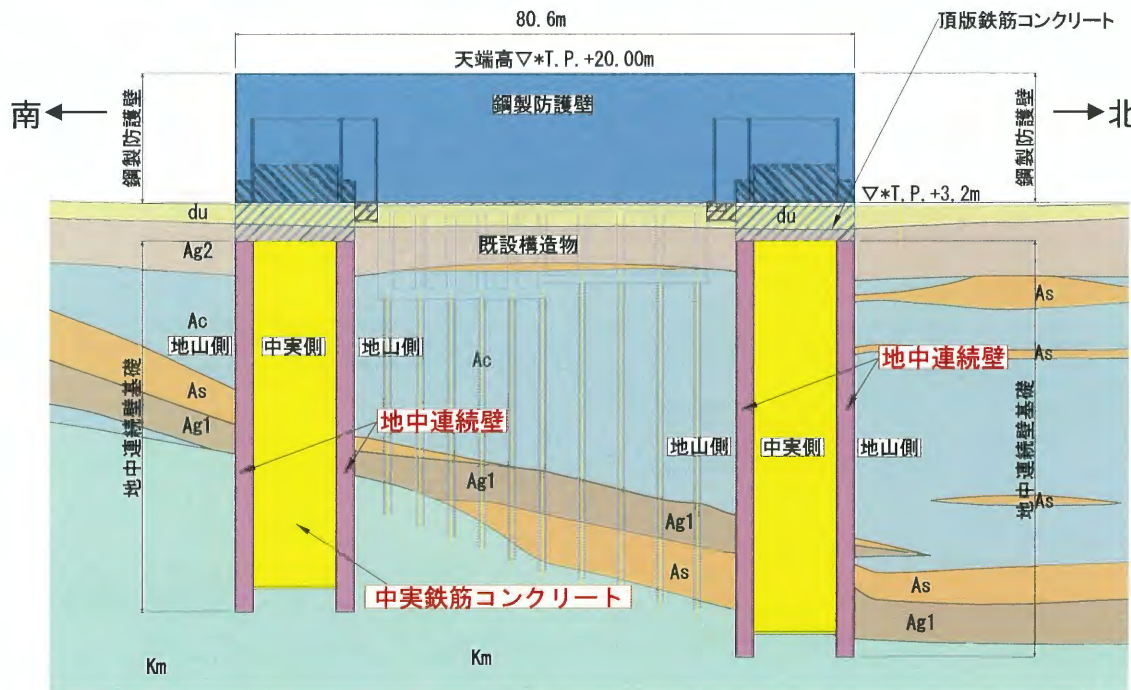 80.6m
頂版鉄筋コンクリート
天端高▽*T.P.+20.00m
南
北
鋼製防護壁
鋼製防護壁
鋼製防護壁
▽*T.P.+3.2m
du
du
既設構造物
Ag2
As
Ac
地山側
中実側
地山側
Ac
As
地中連続壁
As
Ag1
地中連続壁
地山側
中実側
地山側
地中連続壁基礎
地中連続壁基礎
Ag1
As
As
As
Ag1
中実鉄筋コンクリート
Km
Km